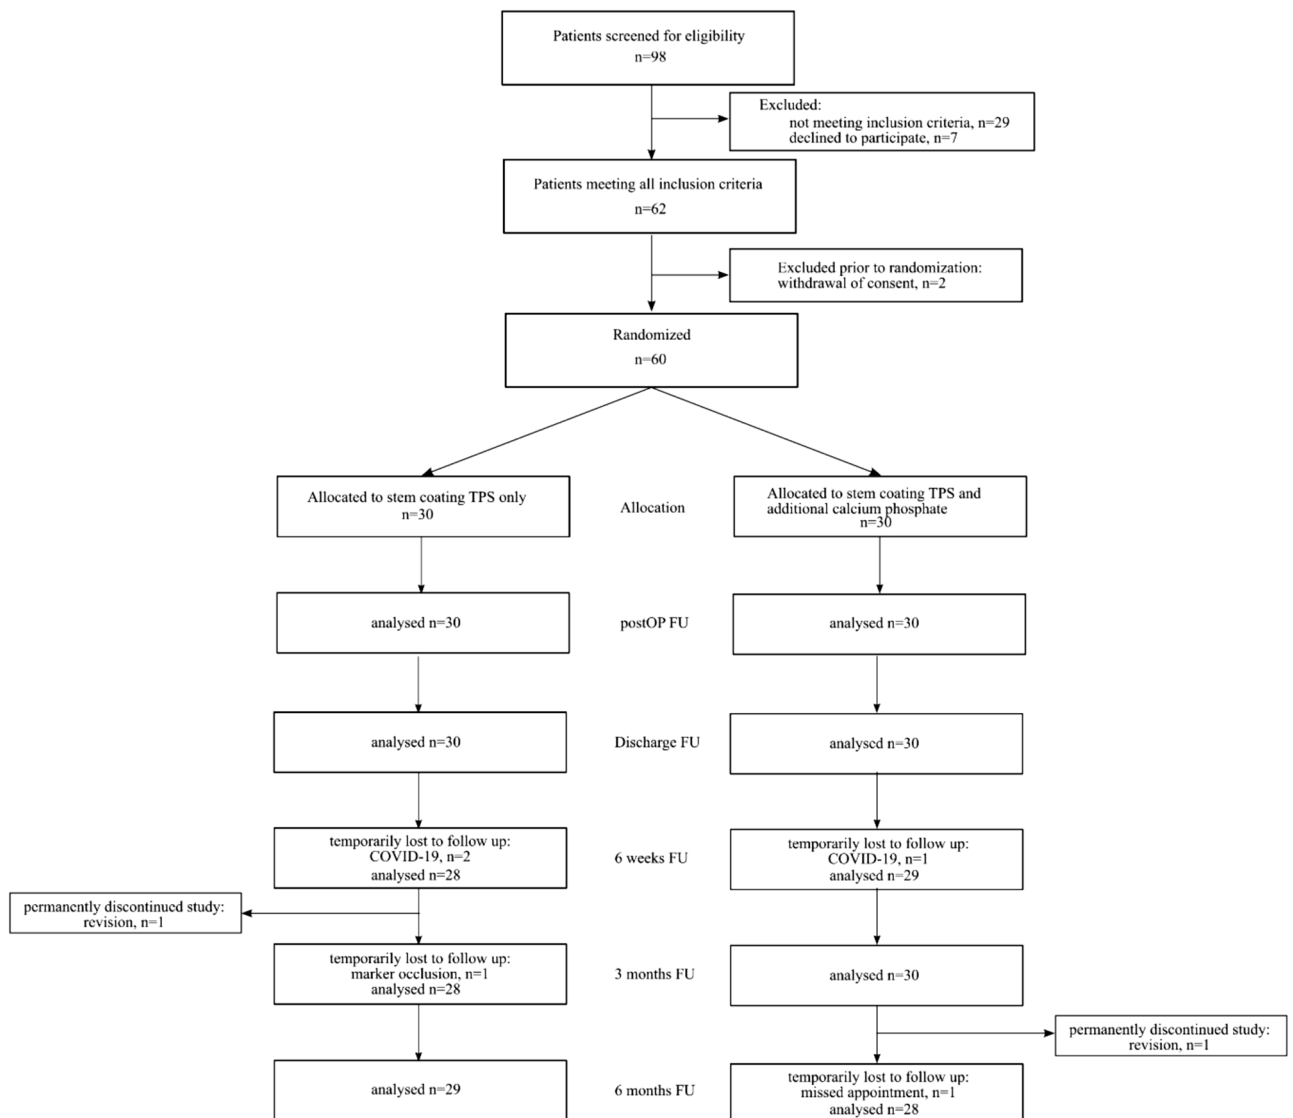 Patients screened for eligibility
n=98
Excluded:
not meeting inclusion criteria, n=29
declined to participate, n=7
Patients meeting all inclusion criteria
n=62
Excluded prior to randomization:
withdrawal of consent, n=2
Randomized
n=60
Allocated to stem coating TPS only
n=30
Allocation
Allocated to stem coating TPS and
additional calcium phosphate
n=30
analysed n=30
postOP FU
analysed n=30
analysed n=30
Discharge FU
analysed n=30
temporarily lost to follow up:
COVID-19, n=2
analysed n=28
6 weeks FU
temporarily lost to follow up:
COVID-19, n=1
analysed n=29
permanently discontinued study:
revision, n=1
temporarily lost to follow up:
marker occlusion, n=1
analysed n=28
3 months FU
analysed n=30
permanently discontinued study:
revision, n=1
analysed n=29
6 months FU
temporarily lost to follow up:
missed appointment, n=1
analysed n=28